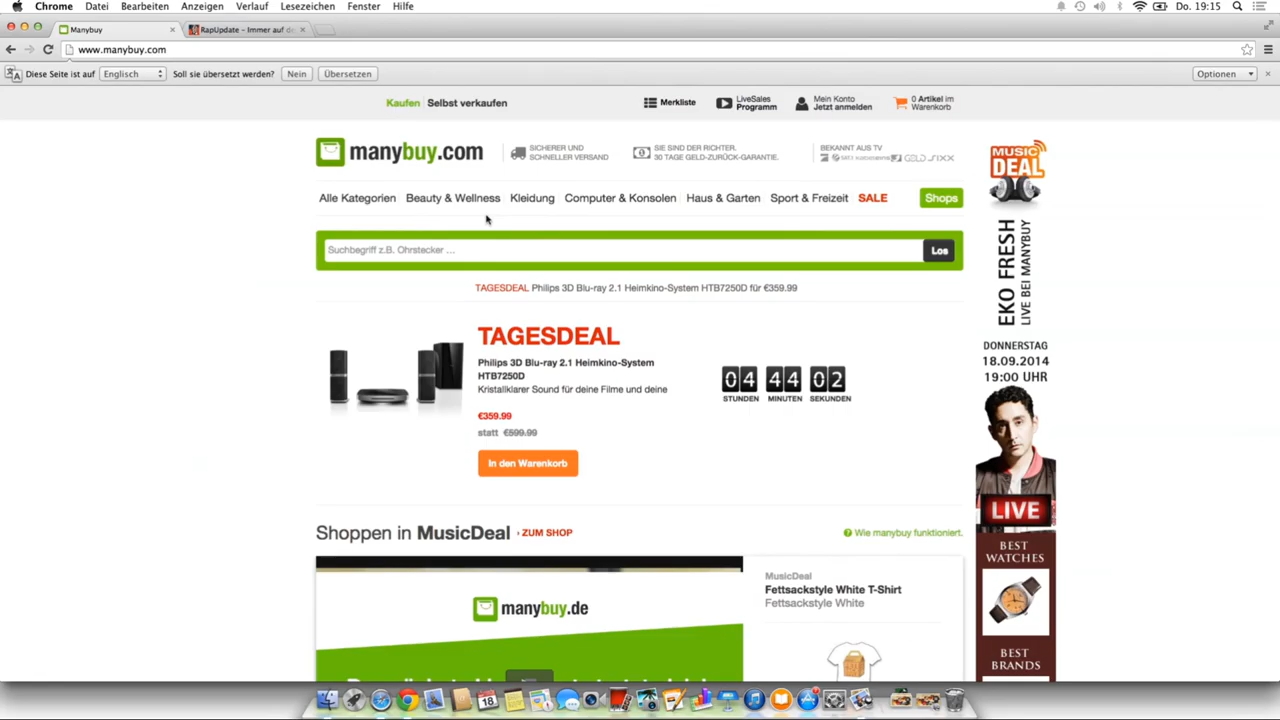 Chrome Datei Bearbeiten Anzeigen Verlauf Lesezeichen Fenster Hilfe Do. 19:15
Manybuy RapUpdate - Immer auf de
www.manybuy.com
Diese Seite ist auf Englisch Soll sie übersetzt werden? Nein Übersetzen Optionen
Kaufen Selbst verkaufen
Merkliste
LiveSales
Programm
Mein Konto
Jetzt anmelden
0 Artikel im
Warenkorb
manybuy.com
SICHERER UND
SCHNELLER VERSAND
SIE SIND DER RICHTER.
30 TAGE GELD-ZURÜCK-GARANTIE.
BEKANNT AUS TV
GOLD SIXX
MUSIC
DEAL
Alle Kategorien Beauty & Wellness Kleidung Computer & Konsolen Haus & Garten Sport & Freizeit SALE Shops
Suchbegriff z.B. Ohrstecker ... Los
EKO FRESH
LIVE BEI MANYBUY
TAGESDEAL Philips 3D Blu-ray 2.1 Heimkino-System HTB7250D für €359.99
TAGESDEAL
Philips 3D Blu-ray 2.1 Heimkino-System
HTB7250D
Kristallklarer Sound für deine Filme und deine
€359.99
statt €599.99
In den Warenkorb
04 44 02
STUNDEN MINUTEN SEKUNDEN
DONNERSTAG
18.09.2014
19:00 UHR
LIVE
Shoppen in MusicDeal › ZUM SHOP
? Wie manybuy funktioniert.
manybuy.de
MusicDeal
Fettsackstyle White T-Shirt
Fettsackstyle White
BEST
WATCHES
BEST
BRANDS
18